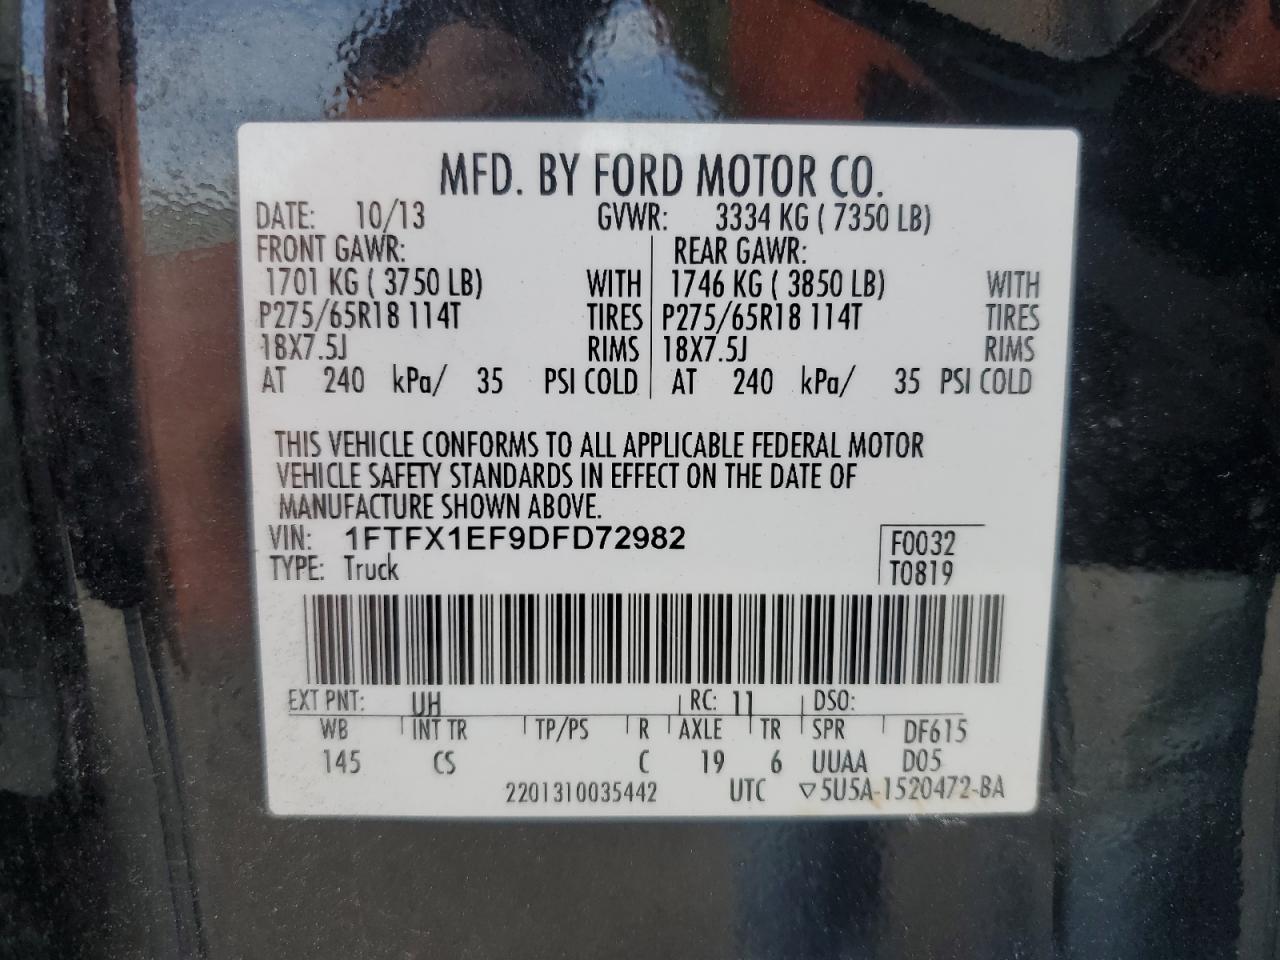 MFD. BY FORD MOTOR CO.
DATE: 10/13 GVWR: 3334 KG ( 7350 LB)
FRONT GAWR: REAR GAWR:
1701 KG ( 3750 LB) WITH 1746 KG ( 3850 LB) WITH
P275/65R18 114T TIRES P275/65R18 114T TIRES
18X7.5J RIMS 18X7.5J RIMS
AT 240 kPa/ 35 PSI COLD AT 240 kPa/ 35 PSI COLD
THIS VEHICLE CONFORMS TO ALL APPLICABLE FEDERAL MOTOR
VEHICLE SAFETY STANDARDS IN EFFECT ON THE DATE OF
MANUFACTURE SHOWN ABOVE.
VIN: 1FTFX1EF9DFD72982 F0032
TYPE: Truck T0819
EXT PNT: UH RC: 11 DSO:
WB INT TR TP/PS R AXLE TR SPR DF615
145 CS C 19 6 UUAA D05
2201310035442 UTC ▽5U5A-1520472-BA